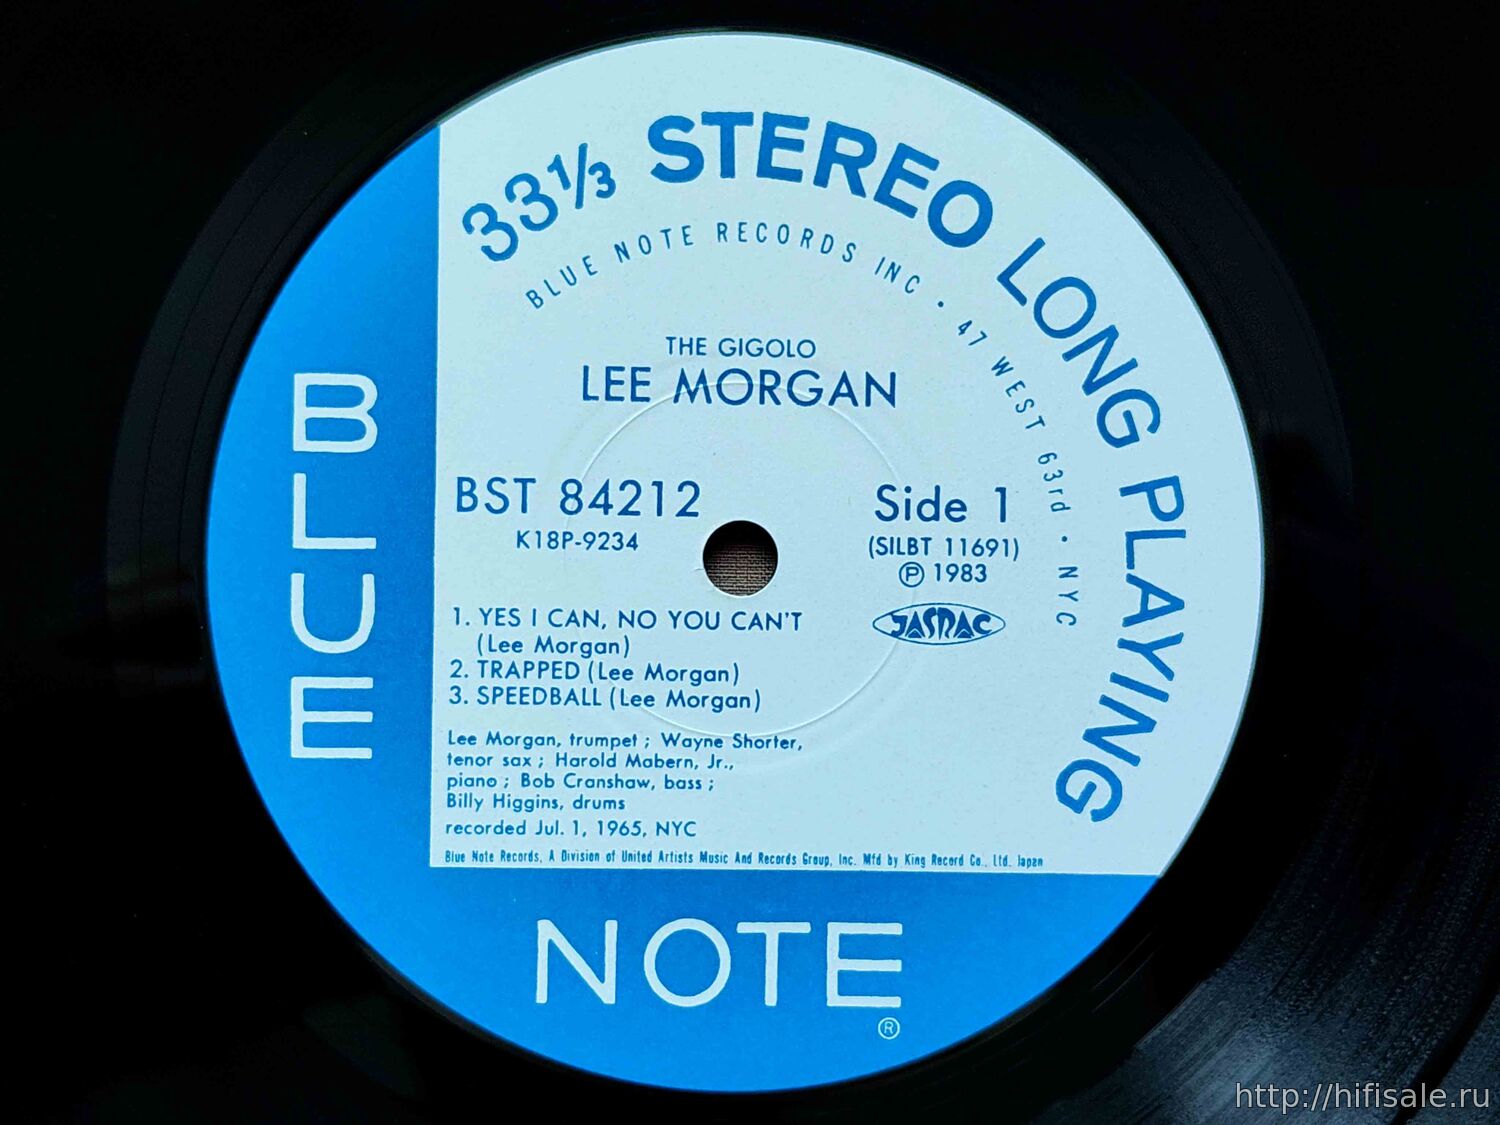 33⅓ STEREO LONG PLAYING
BLUE NOTE RECORDS INC · 47 WEST 63rd · NYC
THE GIGOLO
LEE MORGAN
BST 84212
K18P-9234
Side 1
(SILBT 11691)
Ⓟ 1983
JASRAC
1. YES I CAN, NO YOU CAN'T
(Lee Morgan)
2. TRAPPED (Lee Morgan)
3. SPEEDBALL (Lee Morgan)
Lee Morgan, trumpet ; Wayne Shorter,
tenor sax ; Harold Mabern, Jr.,
piano ; Bob Cranshaw, bass ;
Billy Higgins, drums
recorded Jul. 1, 1965, NYC
Blue Note Records, A Division of United Artists Music And Records Group, Inc. Mfd by King Record Co., Ltd. Japan
BLUE
NOTE
®
http://hifisale.ru